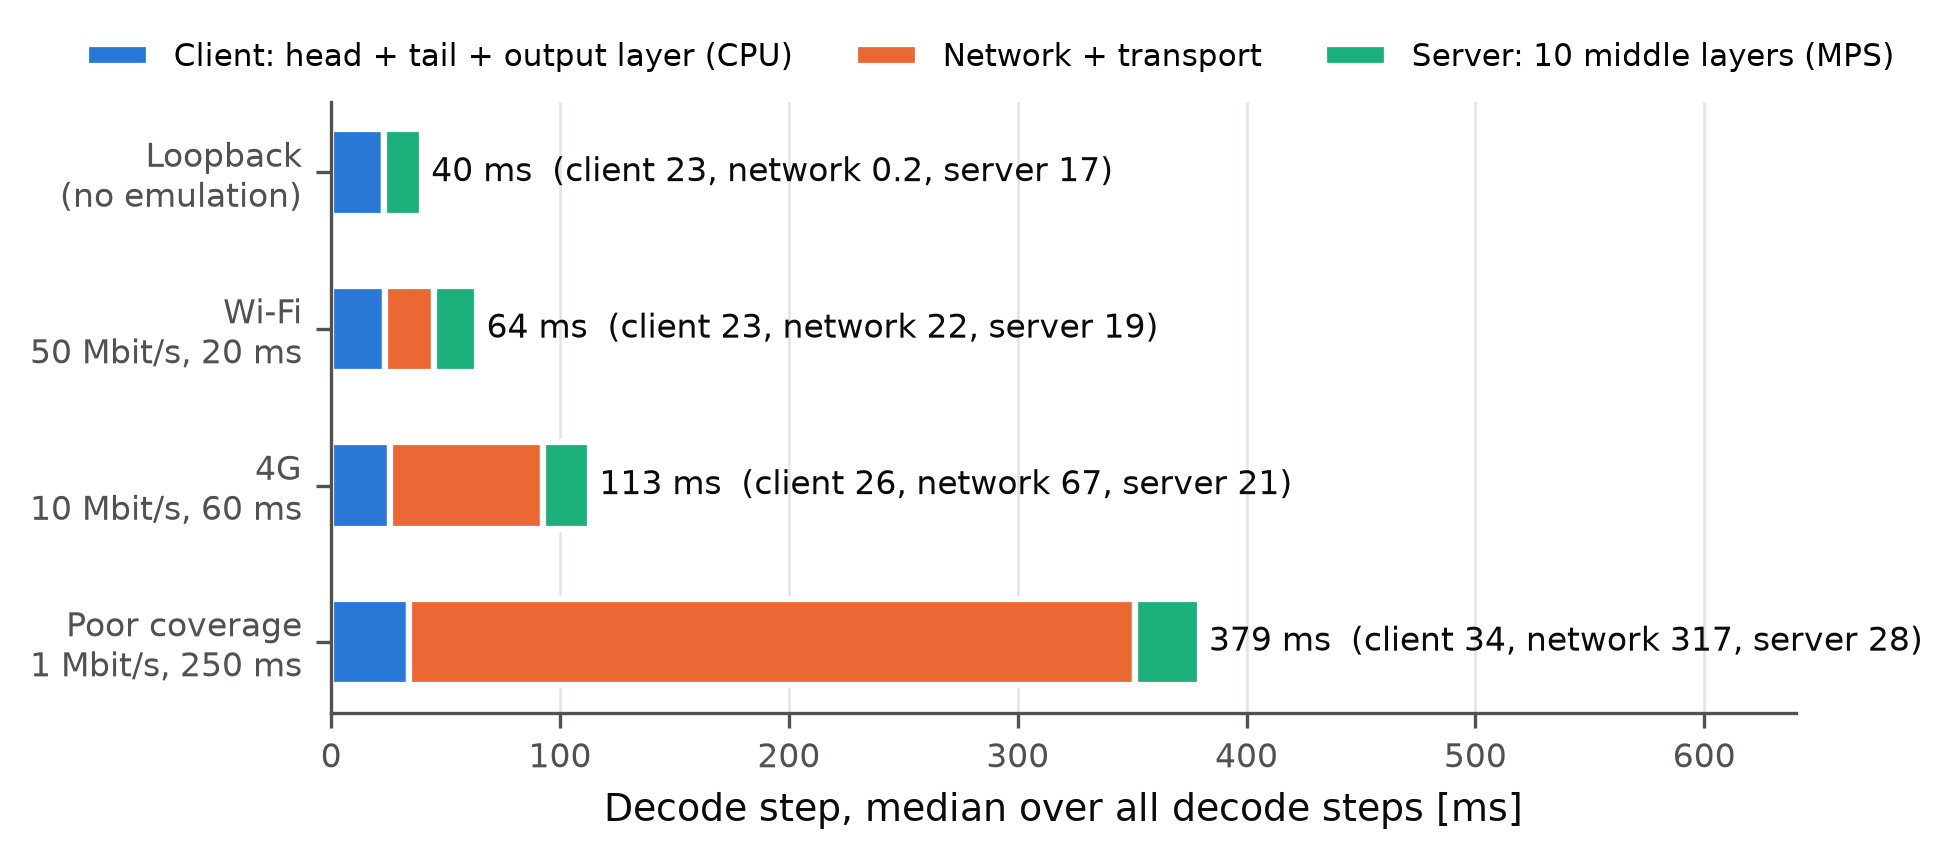 Client: head + tail + output layer (CPU) Network + transport Server: 10 middle layers (MPS)
Loopback
(no emulation)
40 ms (client 23, network 0.2, server 17)
Wi-Fi
50 Mbit/s, 20 ms
64 ms (client 23, network 22, server 19)
4G
10 Mbit/s, 60 ms
113 ms (client 26, network 67, server 21)
Poor coverage
1 Mbit/s, 250 ms
379 ms (client 34, network 317, server 28)
0 100 200 300 400 500 600
Decode step, median over all decode steps [ms]